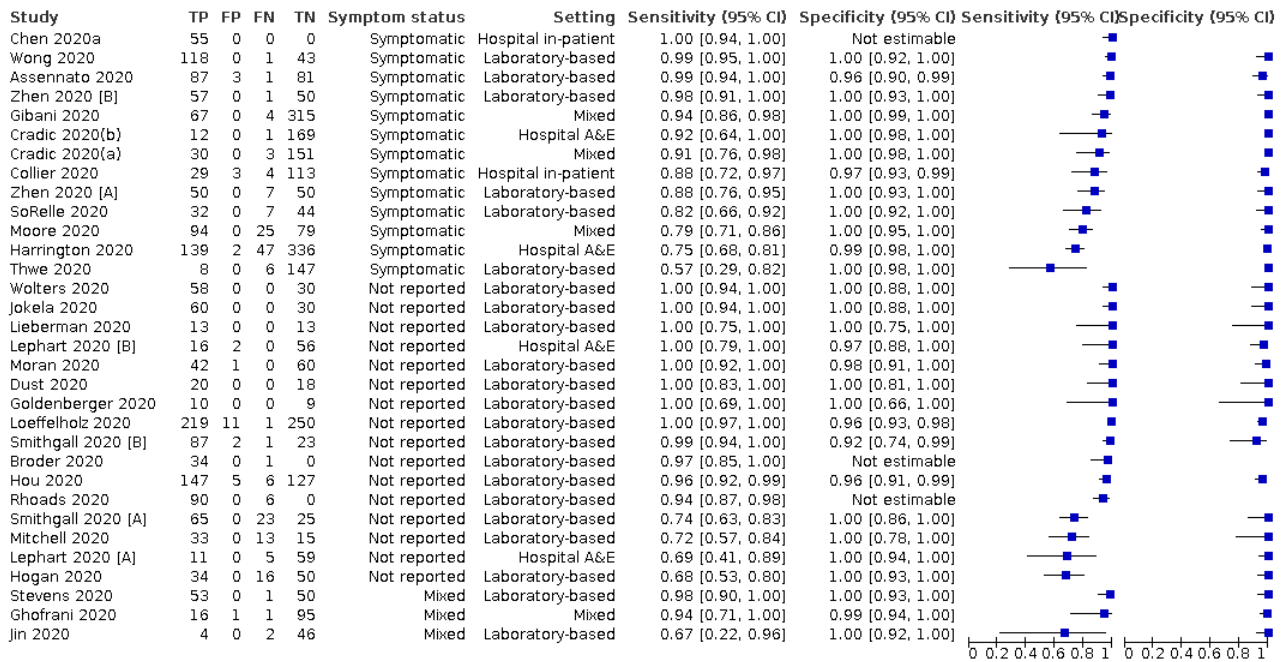 Study TP FP FN TN Symptom status Setting Sensitivity (95% CI) Specificity (95% CI) Sensitivity (95% CI) Specificity (95% CI)
Chen 2020a 55 0 0 0 Symptomatic Hospital in-patient 1.00 [0.94, 1.00] Not estimable
Wong 2020 118 0 1 43 Symptomatic Laboratory-based 0.99 [0.95, 1.00] 1.00 [0.92, 1.00]
Assennato 2020 87 3 1 81 Symptomatic Laboratory-based 0.99 [0.94, 1.00] 0.96 [0.90, 0.99]
Zhen 2020 [B] 57 0 1 50 Symptomatic Laboratory-based 0.98 [0.91, 1.00] 1.00 [0.93, 1.00]
Gibani 2020 67 0 4 315 Symptomatic Mixed 0.94 [0.86, 0.98] 1.00 [0.99, 1.00]
Cradic 2020(b) 12 0 1 169 Symptomatic Hospital A&E 0.92 [0.64, 1.00] 1.00 [0.98, 1.00]
Cradic 2020(a) 30 0 3 151 Symptomatic Mixed 0.91 [0.76, 0.98] 1.00 [0.98, 1.00]
Collier 2020 29 3 4 113 Symptomatic Hospital in-patient 0.88 [0.72, 0.97] 0.97 [0.93, 0.99]
Zhen 2020 [A] 50 0 7 50 Symptomatic Laboratory-based 0.88 [0.76, 0.95] 1.00 [0.93, 1.00]
SoRelle 2020 32 0 7 44 Symptomatic Laboratory-based 0.82 [0.66, 0.92] 1.00 [0.92, 1.00]
Moore 2020 94 0 25 79 Symptomatic Mixed 0.79 [0.71, 0.86] 1.00 [0.95, 1.00]
Harrington 2020 139 2 47 336 Symptomatic Hospital A&E 0.75 [0.68, 0.81] 0.99 [0.98, 1.00]
Thwe 2020 8 0 6 147 Symptomatic Laboratory-based 0.57 [0.29, 0.82] 1.00 [0.98, 1.00]
Wolters 2020 58 0 0 30 Not reported Laboratory-based 1.00 [0.94, 1.00] 1.00 [0.88, 1.00]
Jokela 2020 60 0 0 30 Not reported Laboratory-based 1.00 [0.94, 1.00] 1.00 [0.88, 1.00]
Lieberman 2020 13 0 0 13 Not reported Laboratory-based 1.00 [0.75, 1.00] 1.00 [0.75, 1.00]
Lephart 2020 [B] 16 2 0 56 Not reported Hospital A&E 1.00 [0.79, 1.00] 0.97 [0.88, 1.00]
Moran 2020 42 1 0 60 Not reported Laboratory-based 1.00 [0.92, 1.00] 0.98 [0.91, 1.00]
Dust 2020 20 0 0 18 Not reported Laboratory-based 1.00 [0.83, 1.00] 1.00 [0.81, 1.00]
Goldenberger 2020 10 0 0 9 Not reported Laboratory-based 1.00 [0.69, 1.00] 1.00 [0.66, 1.00]
Loeffelholz 2020 219 11 1 250 Not reported Laboratory-based 1.00 [0.97, 1.00] 0.96 [0.93, 0.98]
Smithgall 2020 [B] 87 2 1 23 Not reported Laboratory-based 0.99 [0.94, 1.00] 0.92 [0.74, 0.99]
Broder 2020 34 0 1 0 Not reported Laboratory-based 0.97 [0.85, 1.00] Not estimable
Hou 2020 147 5 6 127 Not reported Laboratory-based 0.96 [0.92, 0.99] 0.96 [0.91, 0.99]
Rhoads 2020 90 0 6 0 Not reported Laboratory-based 0.94 [0.87, 0.98] Not estimable
Smithgall 2020 [A] 65 0 23 25 Not reported Laboratory-based 0.74 [0.63, 0.83] 1.00 [0.86, 1.00]
Mitchell 2020 33 0 13 15 Not reported Laboratory-based 0.72 [0.57, 0.84] 1.00 [0.78, 1.00]
Lephart 2020 [A] 11 0 5 59 Not reported Hospital A&E 0.69 [0.41, 0.89] 1.00 [0.94, 1.00]
Hogan 2020 34 0 16 50 Not reported Laboratory-based 0.68 [0.53, 0.80] 1.00 [0.93, 1.00]
Stevens 2020 53 0 1 50 Mixed Laboratory-based 0.98 [0.90, 1.00] 1.00 [0.93, 1.00]
Ghofrani 2020 16 1 1 95 Mixed Mixed 0.94 [0.71, 1.00] 0.99 [0.94, 1.00]
Jin 2020 4 0 2 46 Mixed Laboratory-based 0.67 [0.22, 0.96] 1.00 [0.92, 1.00]
0 0.2 0.4 0.6 0.8 1 0 0.2 0.4 0.6 0.8 1